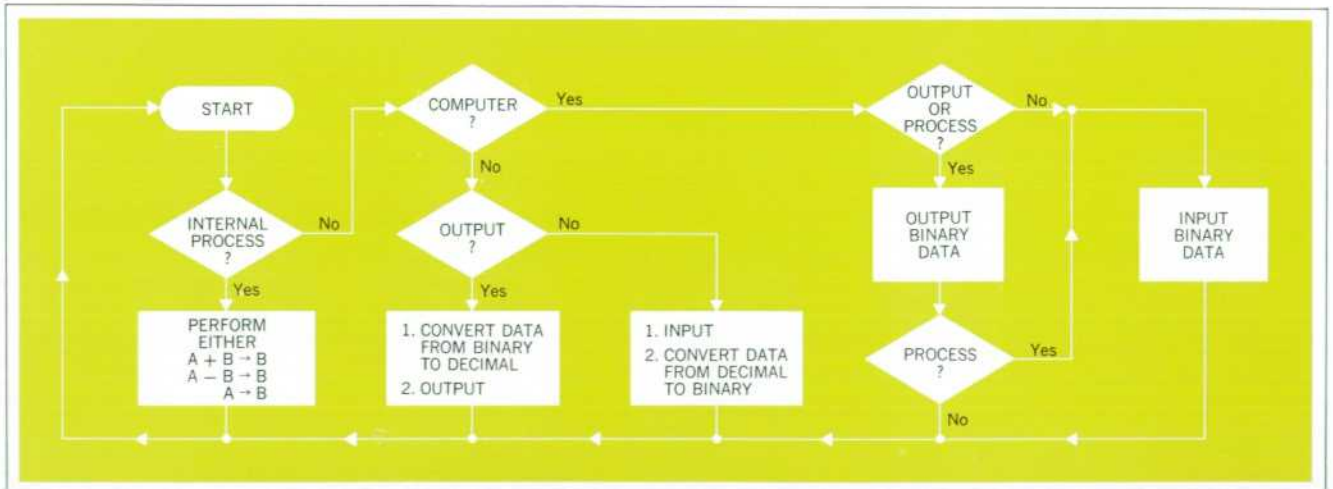 START
INTERNAL
PROCESS
?
No
Yes
PERFORM
EITHER
A + B → B
A − B → B
A → B
COMPUTER
?
Yes
No
OUTPUT
?
No
Yes
1. CONVERT DATA
FROM BINARY
TO DECIMAL
2. OUTPUT
1. INPUT
2. CONVERT DATA
FROM DECIMAL
TO BINARY
OUTPUT
OR
PROCESS
?
No
Yes
OUTPUT
BINARY
DATA
PROCESS
?
Yes
No
INPUT
BINARY
DATA